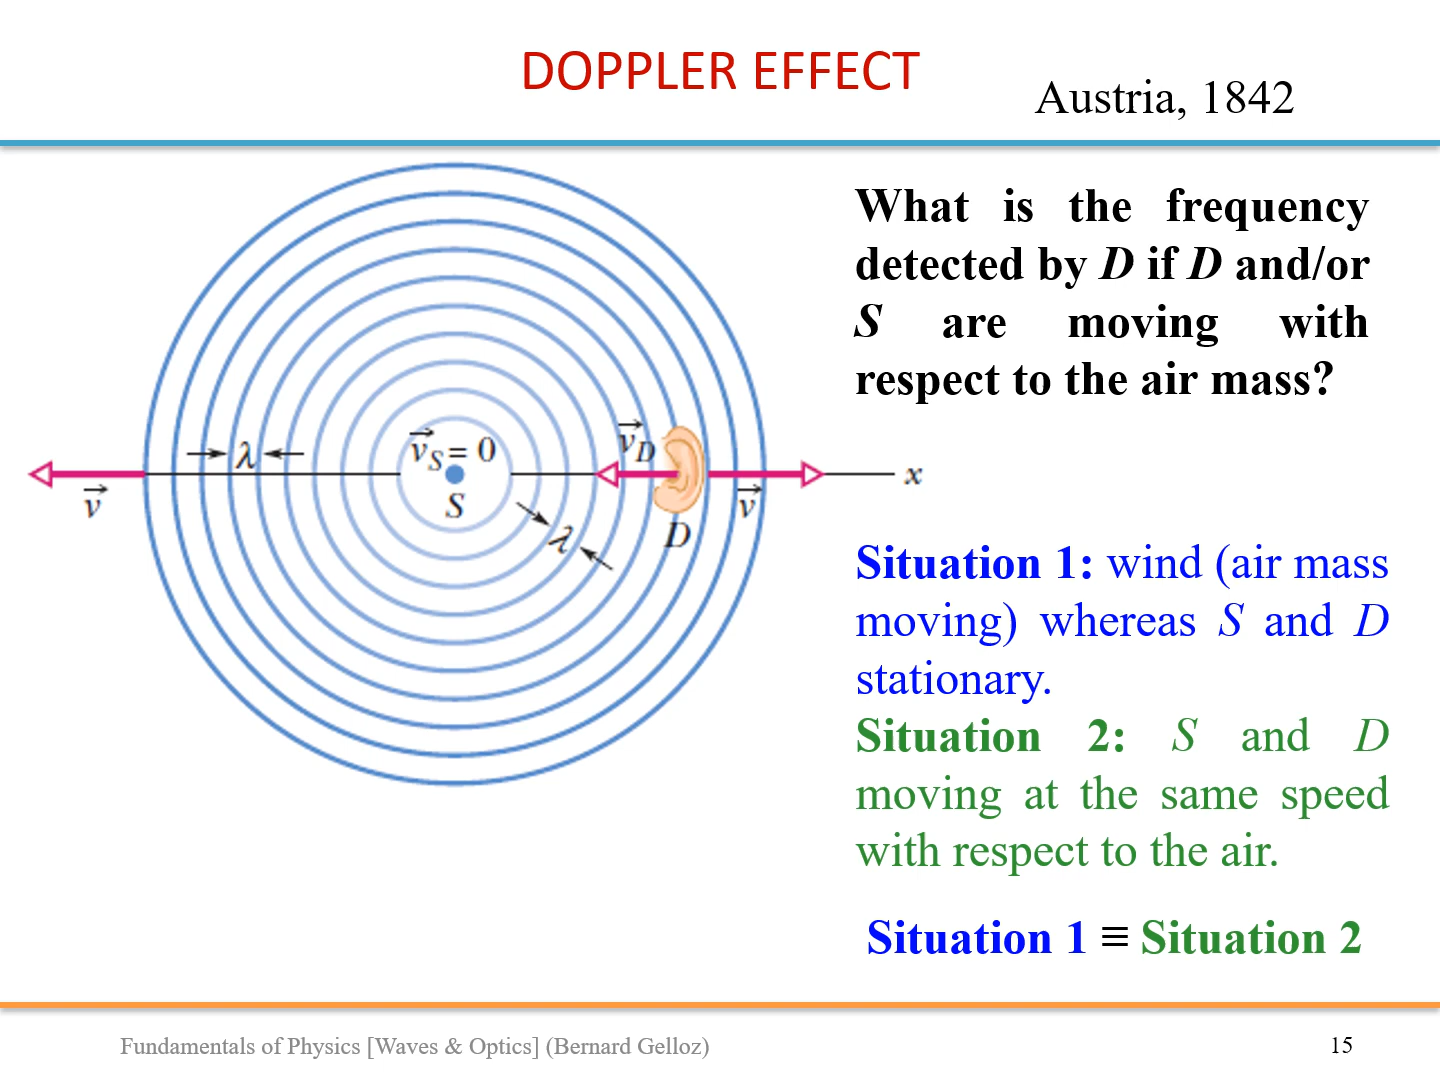 DOPPLER EFFECT
Austria, 1842
What is the frequency
detected by D if D and/or
S are moving with
respect to the air mass?
λ
v⃗S = 0
v⃗D
x
v⃗
S
v⃗
λ
D
Situation 1: wind (air mass
moving) whereas S and D
stationary.
Situation 2: S and D
moving at the same speed
with respect to the air.
Situation 1 ≡ Situation 2
Fundamentals of Physics [Waves & Optics] (Bernard Gelloz)
15